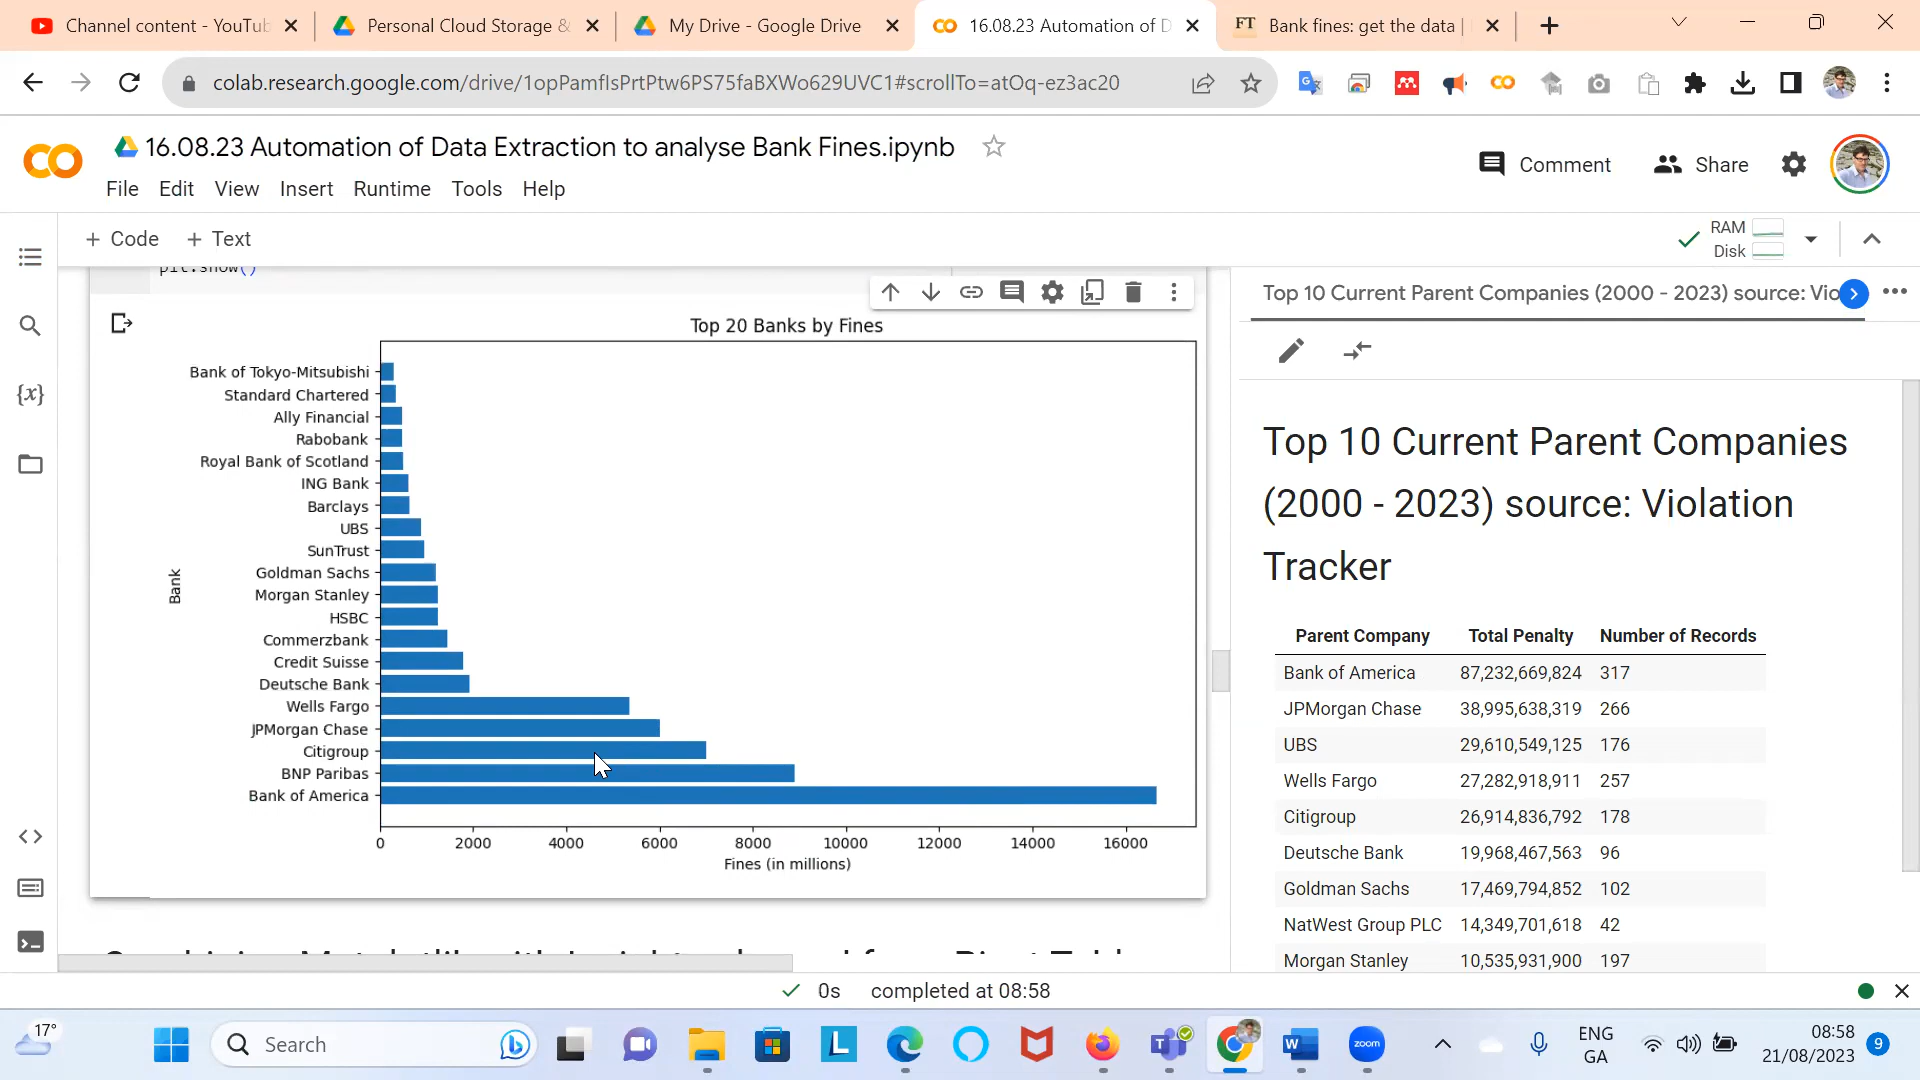 Channel content - YouTub
Personal Cloud Storage &
My Drive - Google Drive
16.08.23 Automation of D
FT Bank fines: get the data |
colab.research.google.com/drive/1opPamfIsPrtPtw6PS75faBXWo629UVC1#scrollTo=atOq-ez3ac20
16.08.23 Automation of Data Extraction to analyse Bank Fines.ipynb
Comment
Share
File Edit View Insert Runtime Tools Help
+ Code + Text
RAM
Disk
plt.show()
Top 10 Current Parent Companies (2000 - 2023) source: Vio
Top 20 Banks by Fines
Bank of Tokyo-Mitsubishi
Standard Chartered
Ally Financial
Rabobank
Royal Bank of Scotland
ING Bank
Barclays
UBS
SunTrust
Goldman Sachs
Morgan Stanley
HSBC
Commerzbank
Credit Suisse
Deutsche Bank
Wells Fargo
JPMorgan Chase
Citigroup
BNP Paribas
Bank of America
Bank
0 2000 4000 6000 8000 10000 12000 14000 16000
Fines (in millions)
Top 10 Current Parent Companies
(2000 - 2023) source: Violation
Tracker
Parent Company Total Penalty Number of Records
Bank of America 87,232,669,824 317
JPMorgan Chase 38,995,638,319 266
UBS 29,610,549,125 176
Wells Fargo 27,282,918,911 257
Citigroup 26,914,836,792 178
Deutsche Bank 19,968,467,563 96
Goldman Sachs 17,469,794,852 102
NatWest Group PLC 14,349,701,618 42
Morgan Stanley 10,535,931,900 197
0s completed at 08:58
17°
Search
zoom
ENG
GA
08:58
21/08/2023
9